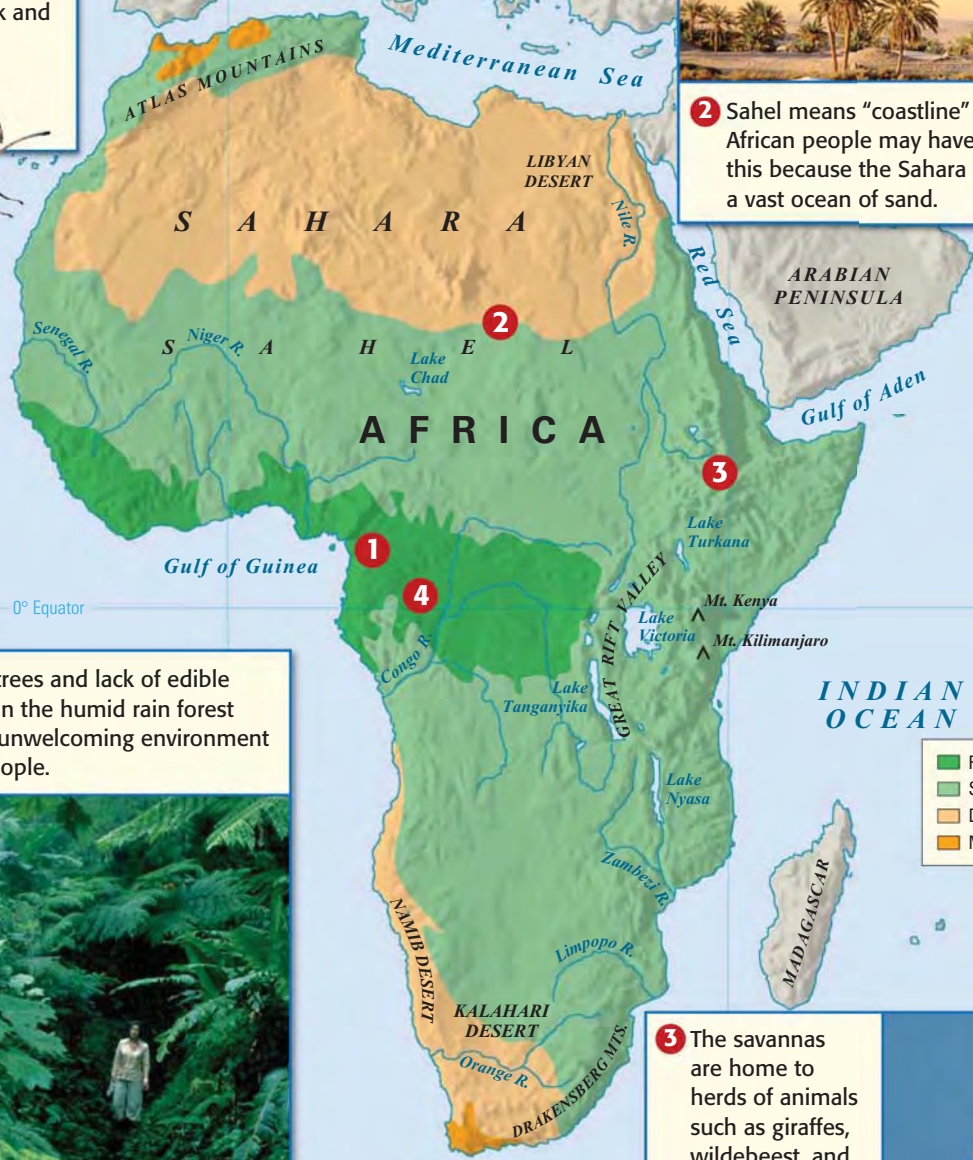 k and
Mediterranean Sea
ATLAS MOUNTAINS
2 Sahel means “coastline”
African people may have
this because the Sahara
a vast ocean of sand.
LIBYAN
DESERT
SAHARA
Nile R.
Red Sea
ARABIAN
PENINSULA
2
Senegal R.
Niger R.
SAHEL
Lake
Chad
Gulf of Aden
AFRICA
3
Lake
Turkana
1
Gulf of Guinea
4
0° Equator
GREAT RIFT VALLEY
Mt. Kenya
Lake
Victoria
Mt. Kilimanjaro
Congo R.
trees and lack of edible
n the humid rain forest
unwelcoming environment
ople.
Lake
Tanganyika
INDIAN
OCEAN
Lake
Nyasa
S
D
Zambezi R.
MADAGASCAR
NAMIB DESERT
Limpopo R.
KALAHARI
DESERT
Orange R.
DRAKENSBERG MTS.
3 The savannas
are home to
herds of animals
such as giraffes,
wildebeest, and